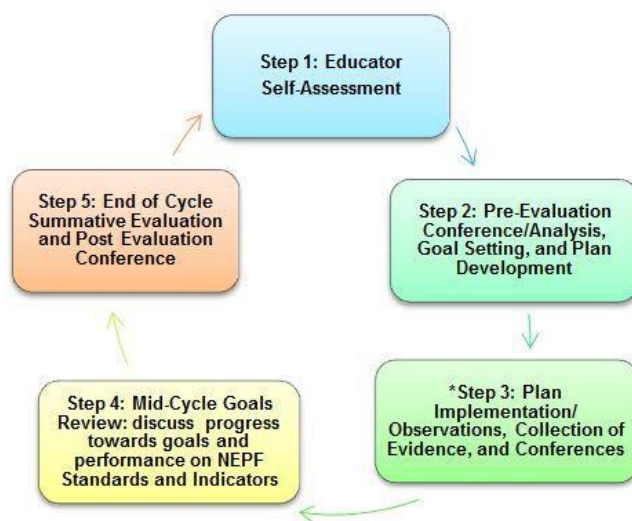 Step 1: Educator
Self-Assessment
Step 2: Pre-Evaluation
Conference/Analysis,
Goal Setting, and Plan
Development
*Step 3: Plan
Implementation/
Observations, Collection of
Evidence, and Conferences
Step 4: Mid-Cycle Goals
Review: discuss progress
towards goals and
performance on NEPF
Standards and Indicators
Step 5: End of Cycle
Summative Evaluation
and Post Evaluation
Conference